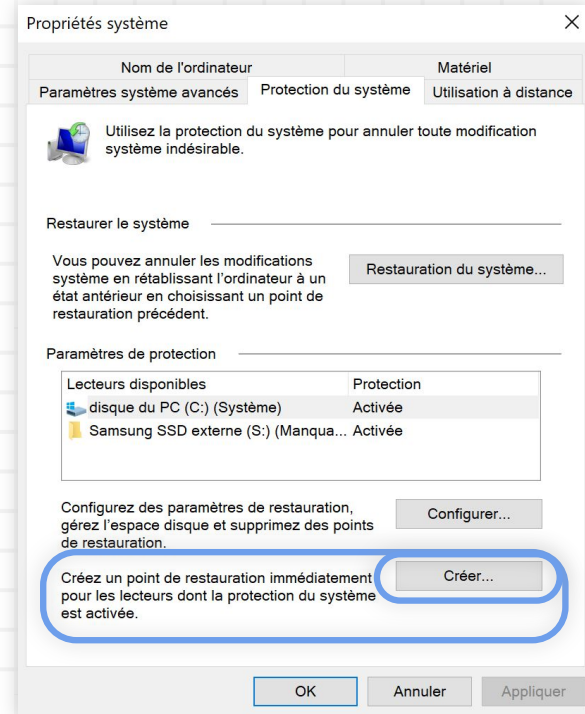 Propriétés système
Nom de l'ordinateur
Matériel
Paramètres système avancés
Protection du système
Utilisation à distance
Utilisez la protection du système pour annuler toute modification
système indésirable.
Restaurer le système
Vous pouvez annuler les modifications
système en rétablissant l'ordinateur à un
état antérieur en choisissant un point de
restauration précédent.
Restauration du système...
Paramètres de protection
Lecteurs disponibles
Protection
disque du PC (C:) (Système)
Activée
Samsung SSD externe (S:) (Manqua...
Activée
Configurez des paramètres de restauration,
gérez l'espace disque et supprimez des points
de restauration.
Configurer...
Créez un point de restauration immédiatement
pour les lecteurs dont la protection du système
est activée.
Créer...
OK
Annuler
Appliquer